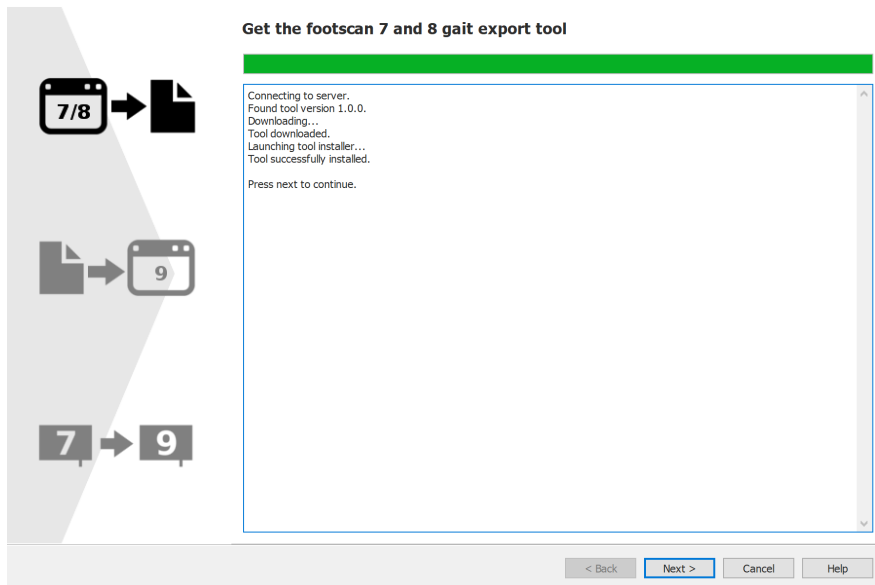 Get the footscan 7 and 8 gait export tool
7/8
Connecting to server.
Found tool version 1.0.0.
Downloading...
Tool downloaded.
Launching tool installer...
Tool successfully installed.
Press next to continue.
9
7
9
< Back
Next >
Cancel
Help